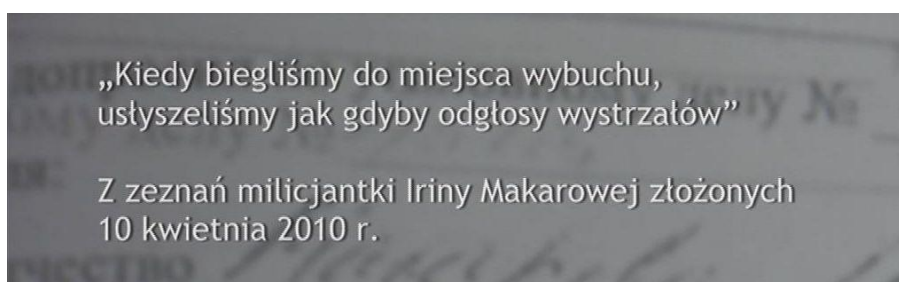 „Kiedy biegliśmy do miejsca wybuchu,
usłyszeliśmy jak gdyby odgłosy wystrzałów”
Z zeznań milicjantki Iriny Makarowej złożonych
10 kwietnia 2010 r.